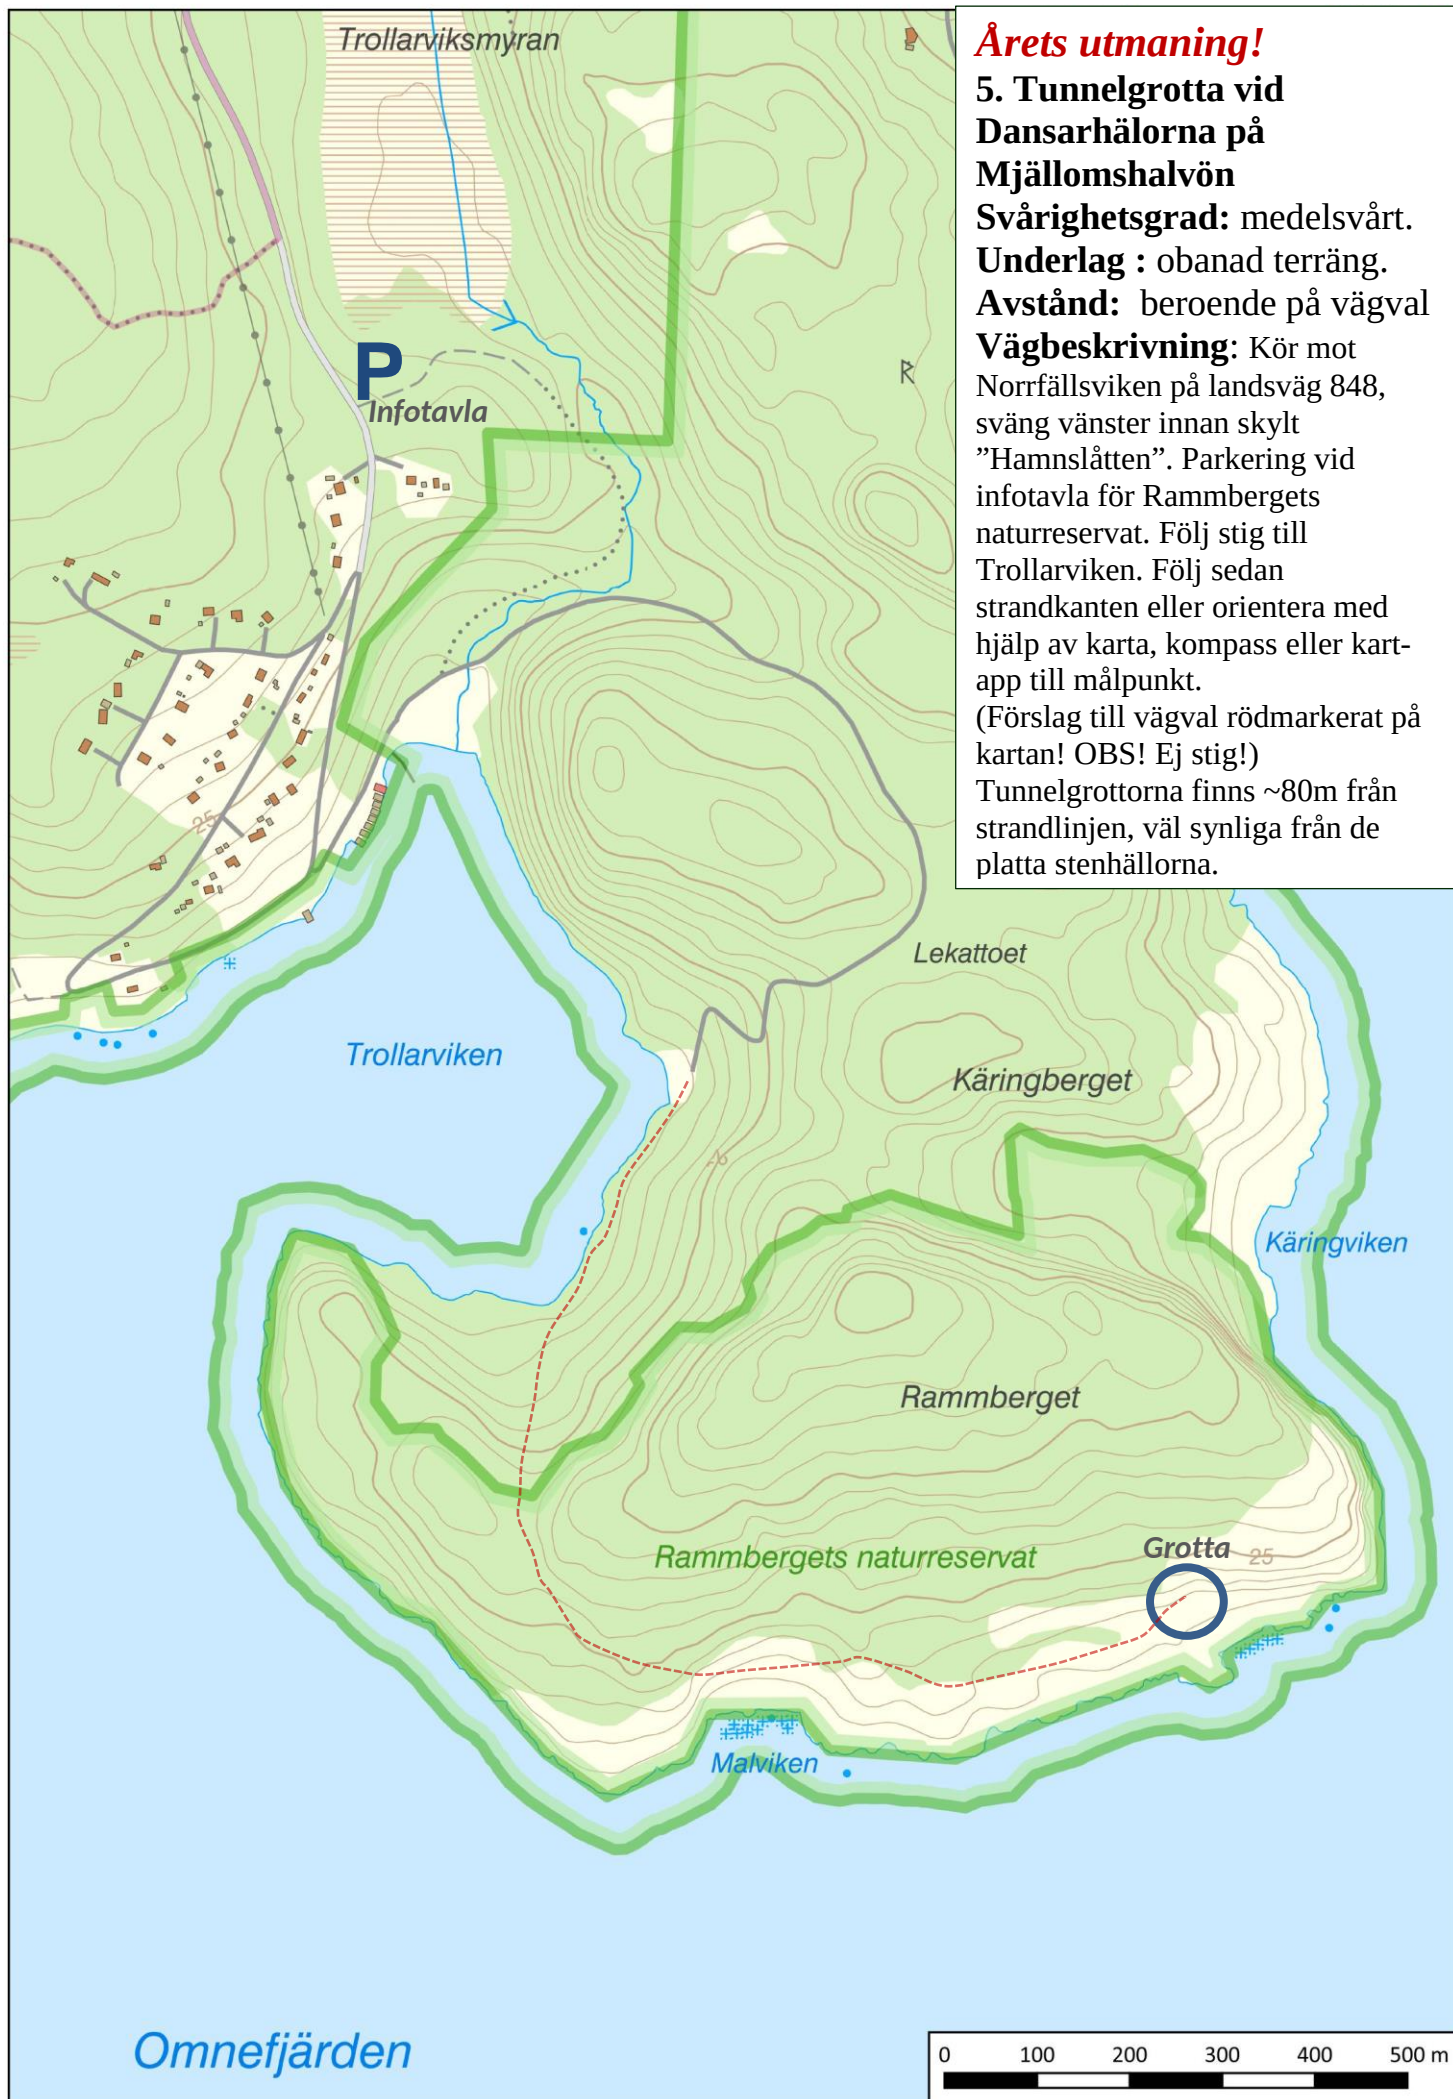 Trollarviksmyran
Årets utmaning!
5. Tunnelgrotta vid
Dansarhälorna på
Mjällomshalvön
Svårighetsgrad: medelsvårt.
Underlag : obanad terräng.
Avstånd: beroende på vägval
Vägbeskrivning: Kör mot
Norrfällsviken på landsväg 848,
sväng vänster innan skylt
”Hamnslåtten”. Parkering vid
infotavla för Rammbergets
naturreservat. Följ stig till
Trollarviken. Följ sedan
strandkanten eller orientera med
hjälp av karta, kompass eller kart-
app till målpunkt.
(Förslag till vägval rödmarkerat på
kartan! OBS! Ej stig!)
Tunnelgrottorna finns ~80m från
strandlinjen, väl synliga från de
platta stenhällorna.
P
Infotavla
R
25
Lekattoet
Trollarviken
Käringberget
Käringviken
Rammberget
Rammbergets naturreservat
Grotta
25
Malviken
Omnefjärden
0 100 200 300 400 500 m